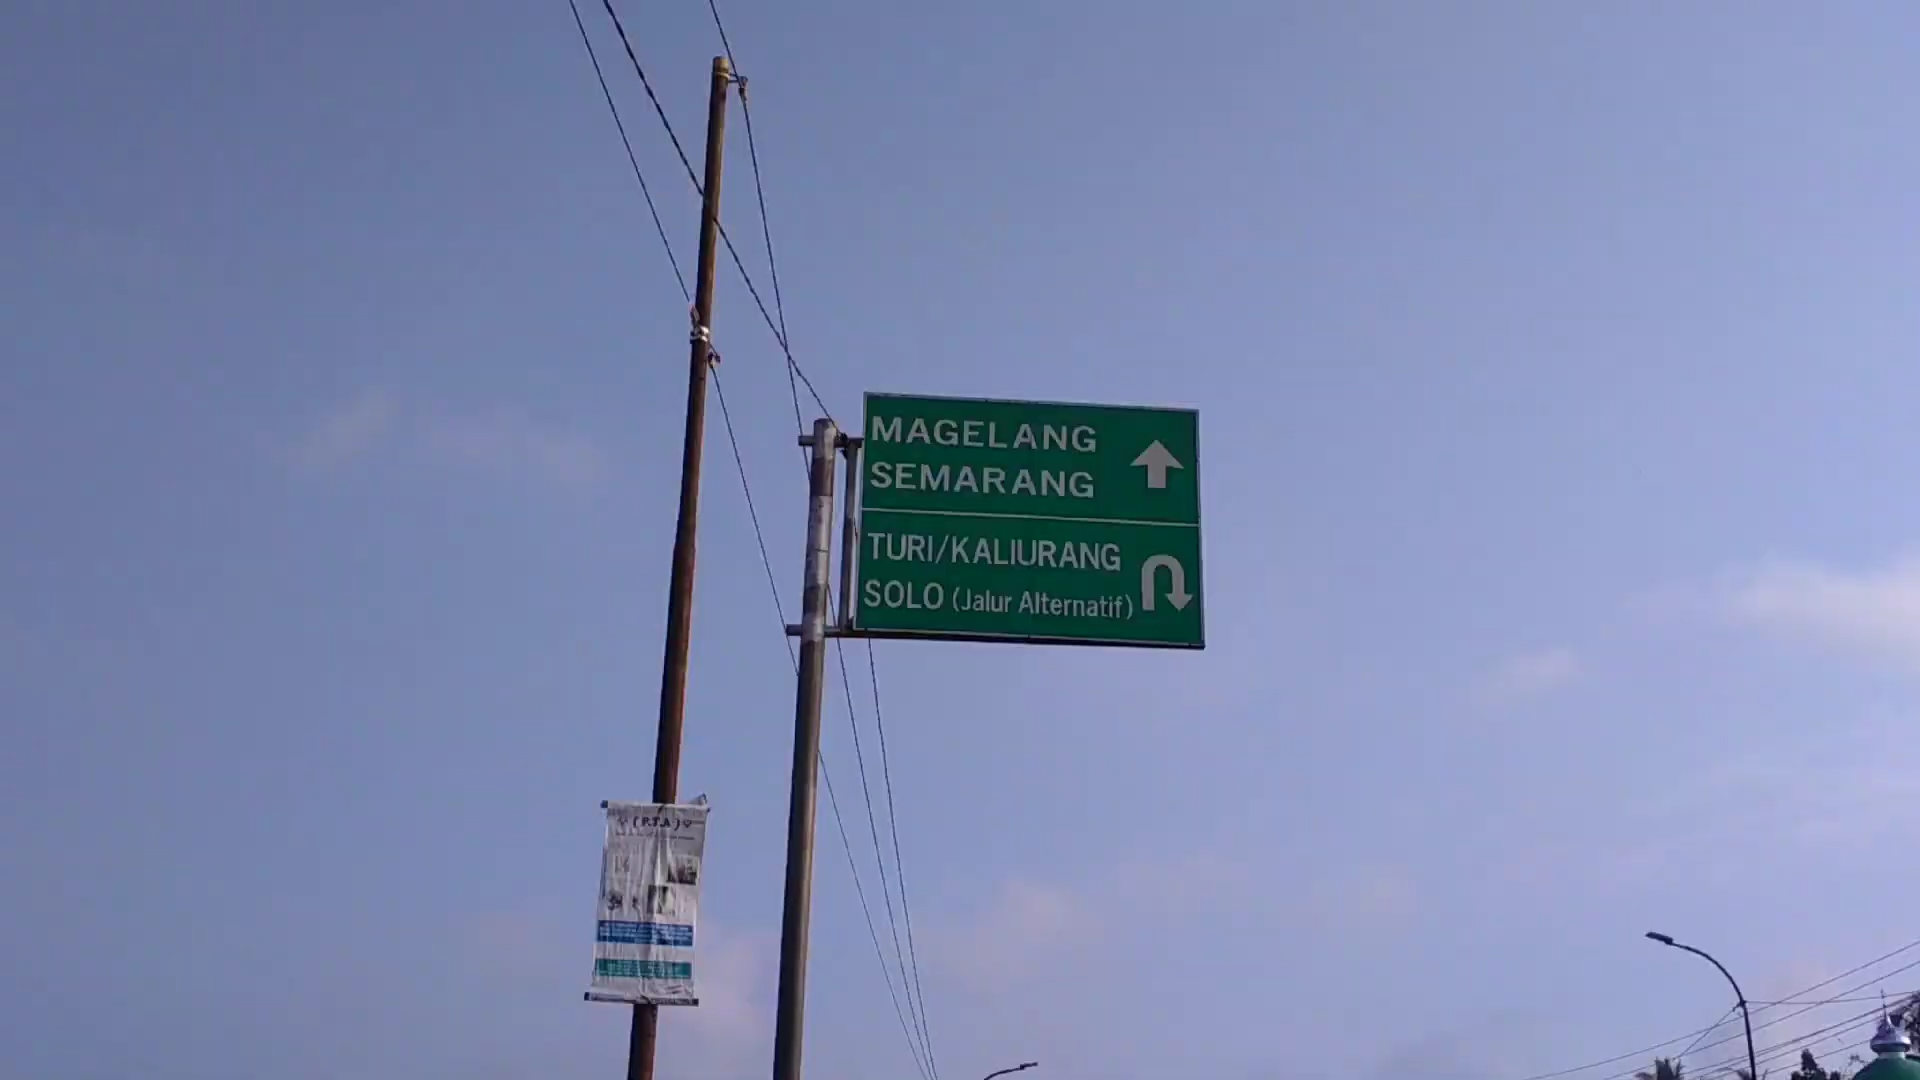 MAGELANG
SEMARANG
TURI/KALIURANG
SOLO (Jalur Alternatif)
(P.T.A)